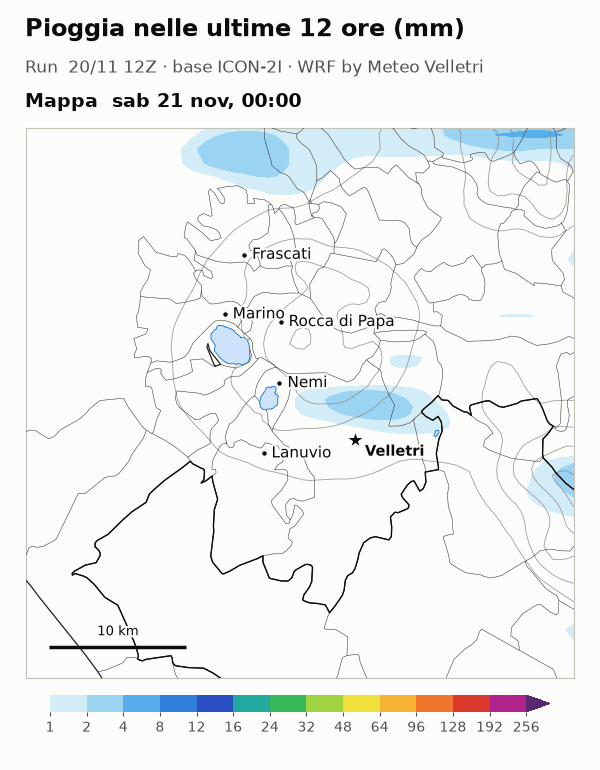 Pioggia nelle ultime 12 ore (mm)
Run  20/11 12Z · base ICON-2I · WRF by Meteo Velletri
Mappa  sab 21 nov, 00:00
Frascati
Marino
Rocca di Papa
Nemi
Velletri
Lanuvio
10 km
1 2 4 8 12 16 24 32 48 64 96 128 192 256